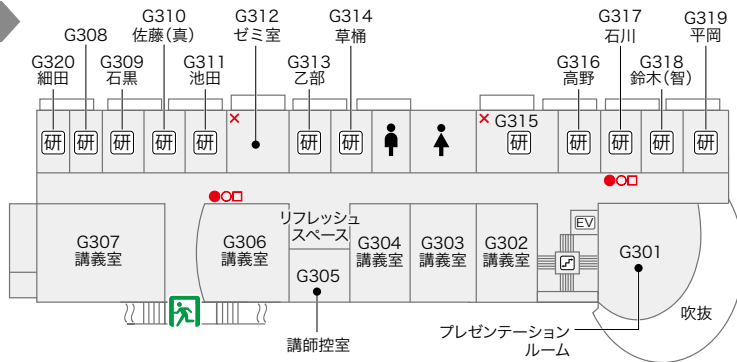 G310
G312
G314
G317
G319
G308
佐藤(真)
ゼミ室
草桶
石川
平岡
G320
G309
G311
G313
G316
G318
細田
石黒
池田
乙部
高野
鈴木(智)
G315
研
研
研
研
研
研
研
研
研
研
研
研
リフレッシュ
スペース
EV
G307
講義室
G306
講義室
G304
講義室
G303
講義室
G302
講義室
G301
G305
吹抜
講師控室
プレゼンテーション
ルーム